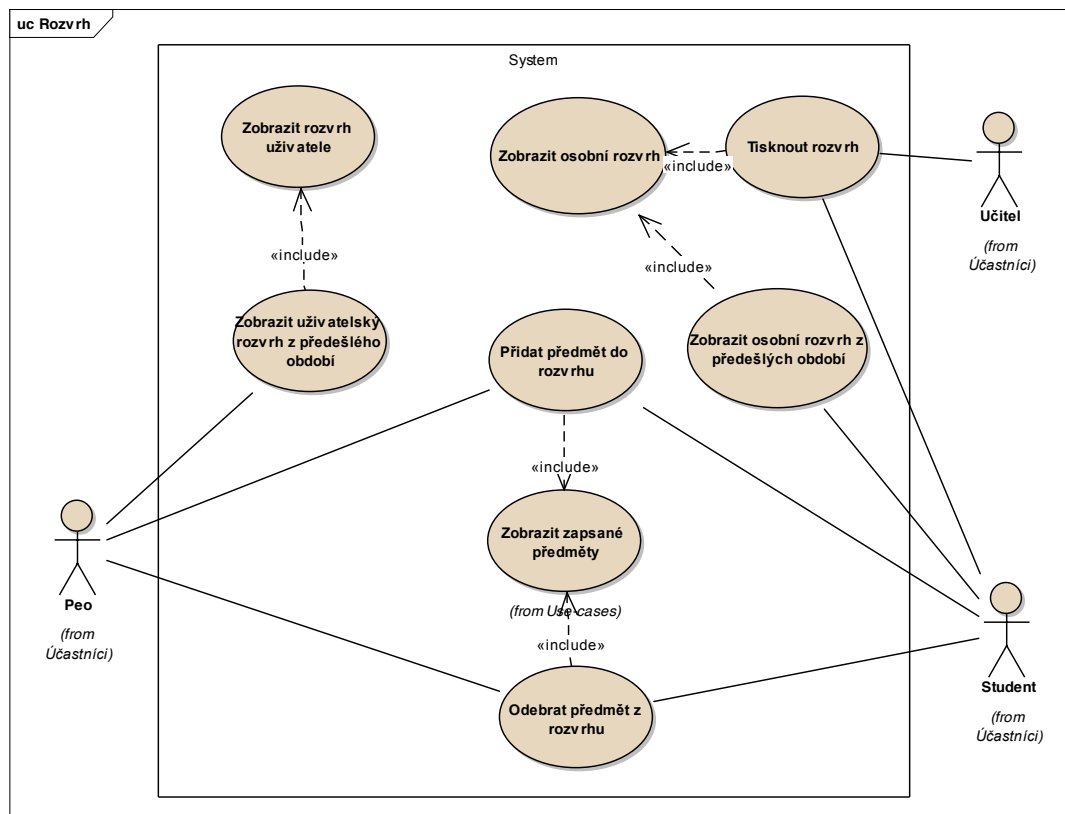 uc Rozvrh
System
Zobrazit rozvrh
uživatele
Zobrazit osobní rozvrh
Tisknout rozvrh
«include»
Učitel
(from
Účastníci)
«include»
«include»
Zobrazit uživatelský
rozvrh z předešlého
období
Přidat předmět do
rozvrhu
Zobrazit osobní rozvrh z
předešlých období
«include»
Zobrazit zapsané
předměty
(from Use-cases)
Peo
(from
Účastníci)
«include»
Student
(from
Účastníci)
Odebrat předmět z
rozvrhu